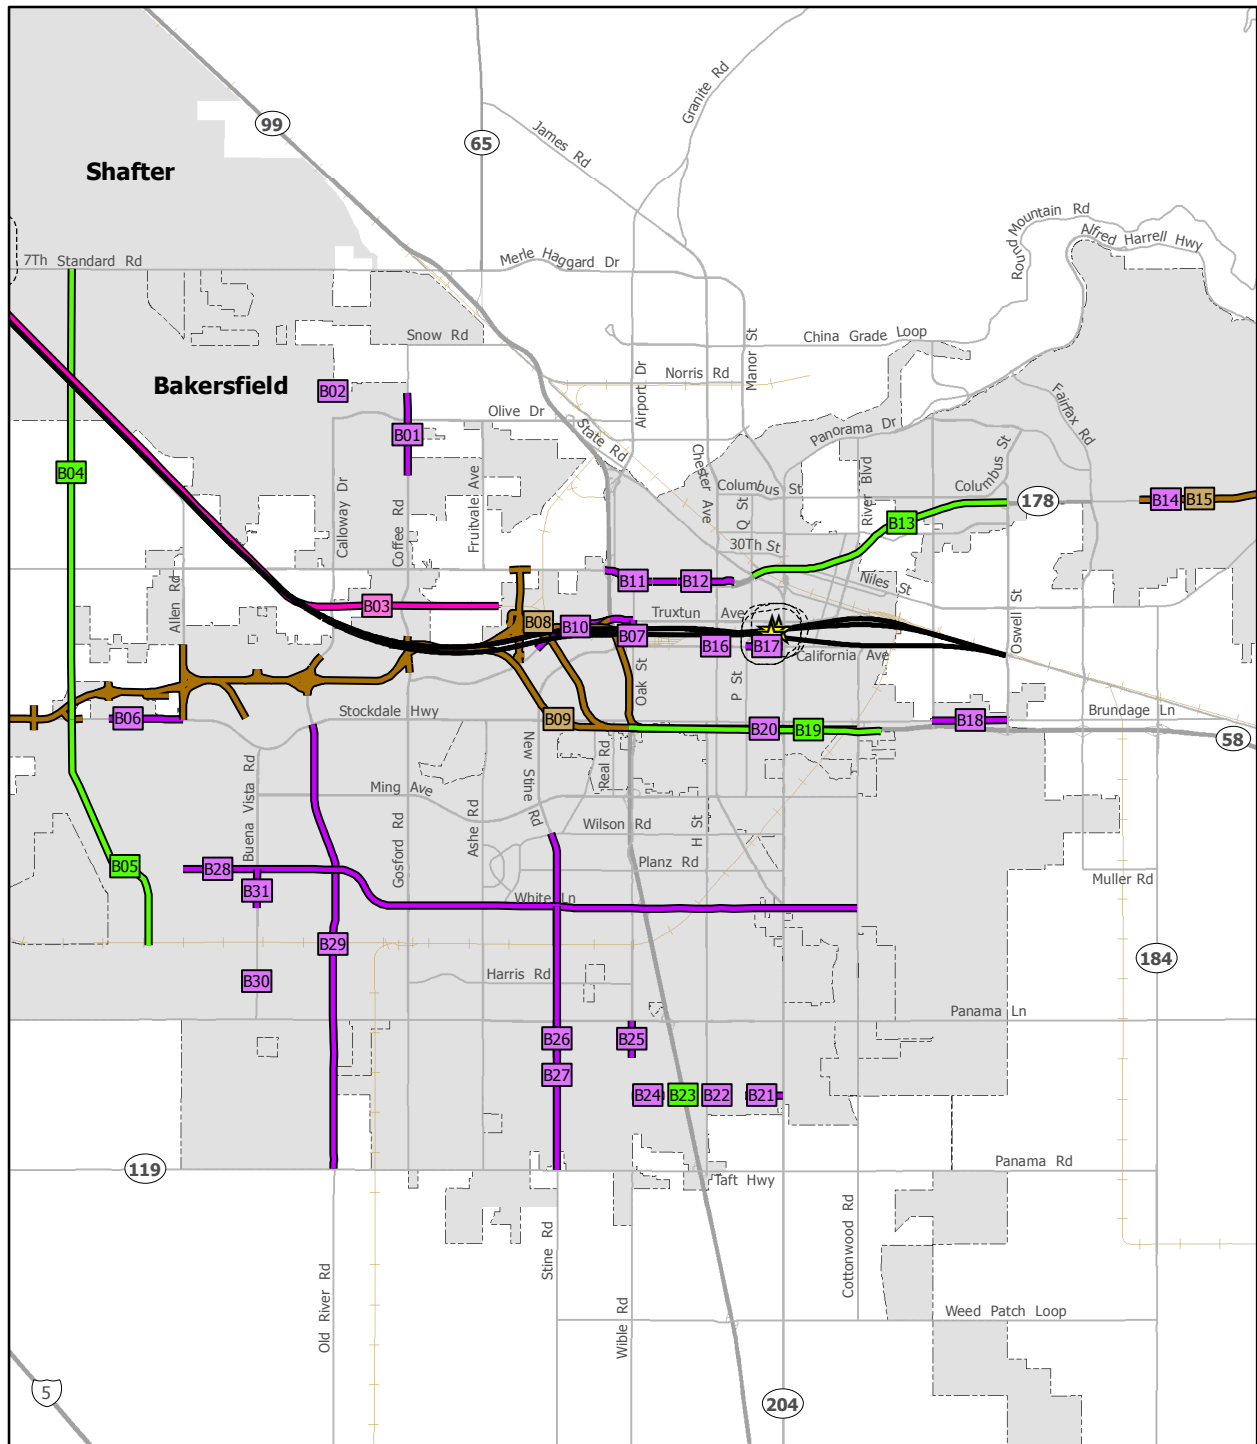 99
65
Granite Rd
James Rd
Shafter
Round Mountain Rd
Alfred Harrell Hwy
7Th Standard Rd
Merle Haggard Dr
Snow Rd
China Grade Loop
Manor St
Airport Dr
Norris Rd
Bakersfield
B02
Olive Dr
State Rd
Fairfax Rd
B01
Panorama Dr
Columbus St
B04
Calloway Dr
Coffee Rd
Fruitvale Ave
Chester Ave
Columbus St
Q St
River Blvd
178
B14
B15
B13
30Th St
Niles St
B11
B12
Allen Rd
B03
Truxtun Ave
Oswell St
B08
B10
B07
B16
B17
California Ave
Oak St
P St
B06
Stockdale Hwy
B09
B20
B19
B18
Brundage Ln
58
New Stine Rd
Real Rd
Buena Vista Rd
Ming Ave
Gosford Rd
Ashe Rd
Wilson Rd
H St
B05
B28
Planz Rd
Muller Rd
B31
White Ln
B29
184
B30
Harris Rd
Panama Ln
B26
B25
B27
B24
B23
B22
B21
119
Panama Rd
Taft Hwy
Cottonwood Rd
Stine Rd
Old River Rd
Wible Rd
Weed Patch Loop
5
204